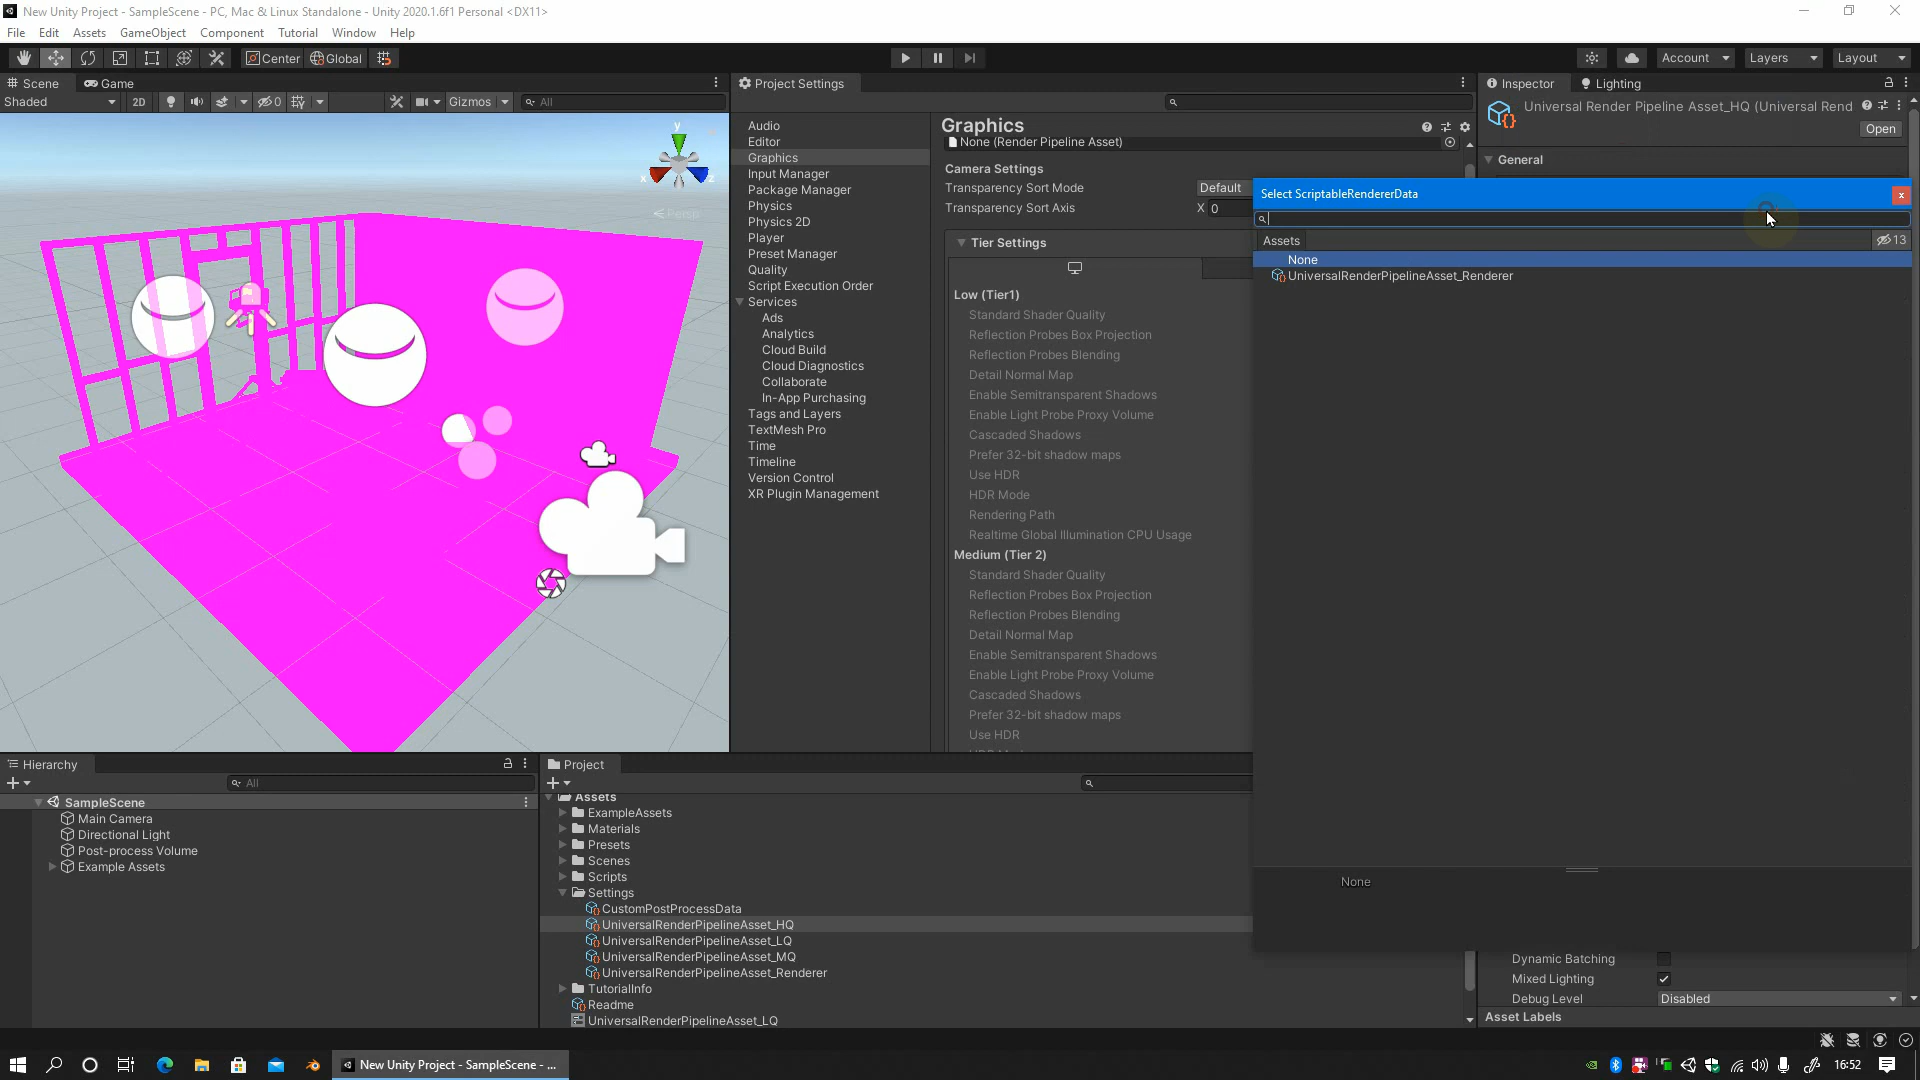 New Unity Project - SampleScene - PC, Mac & Linux Standalone - Unity 2020.1.6f1 Personal <DX11>
File Edit Assets GameObject Component Tutorial Window Help
Center Global Account Layers Layout
Scene Game
Shaded 2D 0 Gizmos All
y
x z
Persp
Project Settings
Audio
Editor
Graphics
Input Manager
Package Manager
Physics
Physics 2D
Player
Preset Manager
Quality
Script Execution Order
Services
Ads
Analytics
Cloud Build
Cloud Diagnostics
Collaborate
In-App Purchasing
Tags and Layers
TextMesh Pro
Time
Timeline
Version Control
XR Plugin Management
Graphics
None (Render Pipeline Asset)
Camera Settings
Transparency Sort Mode Default
Transparency Sort Axis X 0
Tier Settings
Low (Tier1)
Standard Shader Quality
Reflection Probes Box Projection
Reflection Probes Blending
Detail Normal Map
Enable Semitransparent Shadows
Enable Light Probe Proxy Volume
Cascaded Shadows
Prefer 32-bit shadow maps
Use HDR
HDR Mode
Rendering Path
Realtime Global Illumination CPU Usage
Medium (Tier 2)
Standard Shader Quality
Reflection Probes Box Projection
Reflection Probes Blending
Detail Normal Map
Enable Semitransparent Shadows
Enable Light Probe Proxy Volume
Cascaded Shadows
Prefer 32-bit shadow maps
Use HDR
Inspector Lighting
Universal Render Pipeline Asset_HQ (Universal Rend
Open
General
Select ScriptableRendererData
x
Assets 13
None
UniversalRenderPipelineAsset_Renderer
None
Dynamic Batching
Mixed Lighting
Debug Level Disabled
Asset Labels
Hierarchy
All
SampleScene
Main Camera
Directional Light
Post-process Volume
Example Assets
Project
Assets
ExampleAssets
Materials
Presets
Scenes
Scripts
Settings
CustomPostProcessData
UniversalRenderPipelineAsset_HQ
UniversalRenderPipelineAsset_LQ
UniversalRenderPipelineAsset_MQ
UniversalRenderPipelineAsset_Renderer
TutorialInfo
Readme
UniversalRenderPipelineAsset_LQ
New Unity Project - SampleScene - ...
16:52